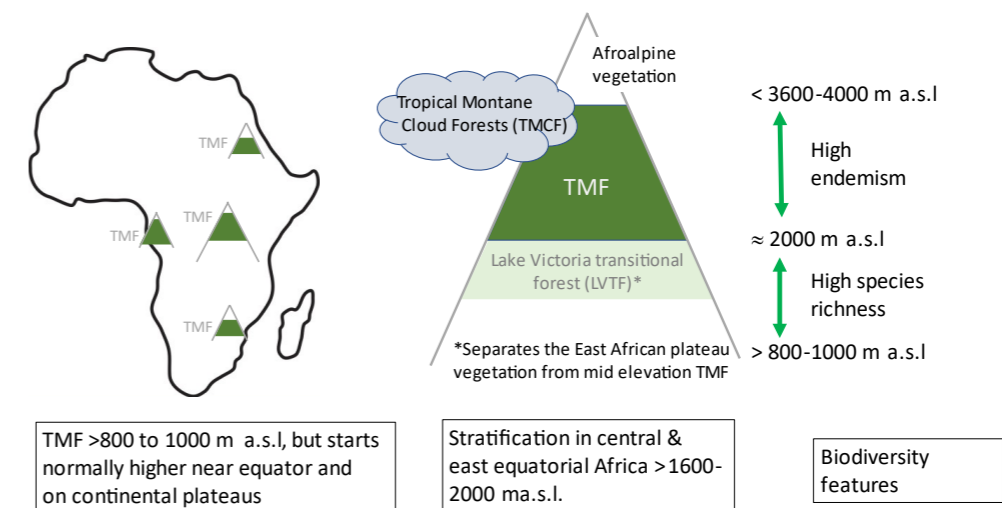 TMF
TMF
TMF
TMF
TMF >800 to 1000 m a.s.l, but starts
normally higher near equator and
on continental plateaus
Afroalpine
vegetation
Tropical Montane
Cloud Forests (TMCF)
TMF
Lake Victoria transitional
forest (LVTF)*
*Separates the East African plateau
vegetation from mid elevation TMF
Stratification in central &
east equatorial Africa >1600-
2000 ma.s.l.
< 3600-4000 m a.s.l
High
endemism
≈ 2000 m a.s.l
High species
richness
> 800-1000 m a.s.l
Biodiversity
features